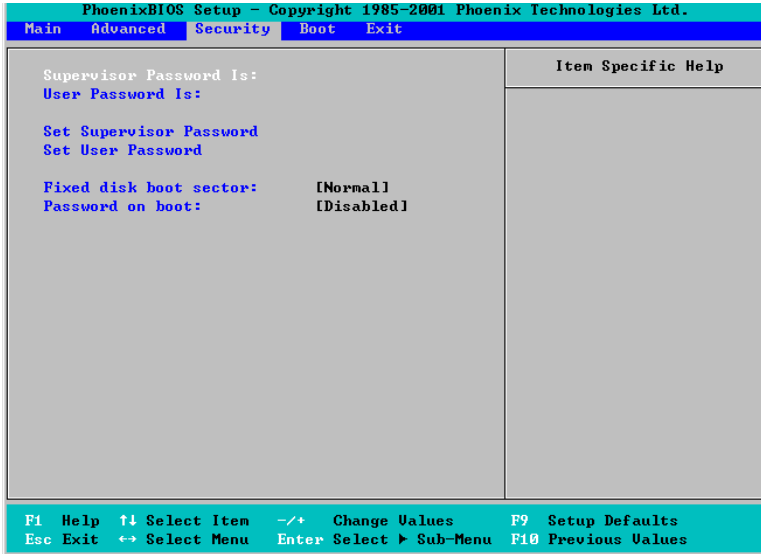 PhoenixBIOS Setup – Copyright 1985-2001 Phoenix Technologies Ltd.
Main Advanced Security Boot Exit
Supervisor Password Is:
User Password Is:
Set Supervisor Password
Set User Password
Fixed disk boot sector: [Normal]
Password on boot: [Disabled]
Item Specific Help
F1 Help ↑↓ Select Item -/+ Change Values F9 Setup Defaults
Esc Exit ↔ Select Menu Enter Select ▶ Sub-Menu F10 Previous Values